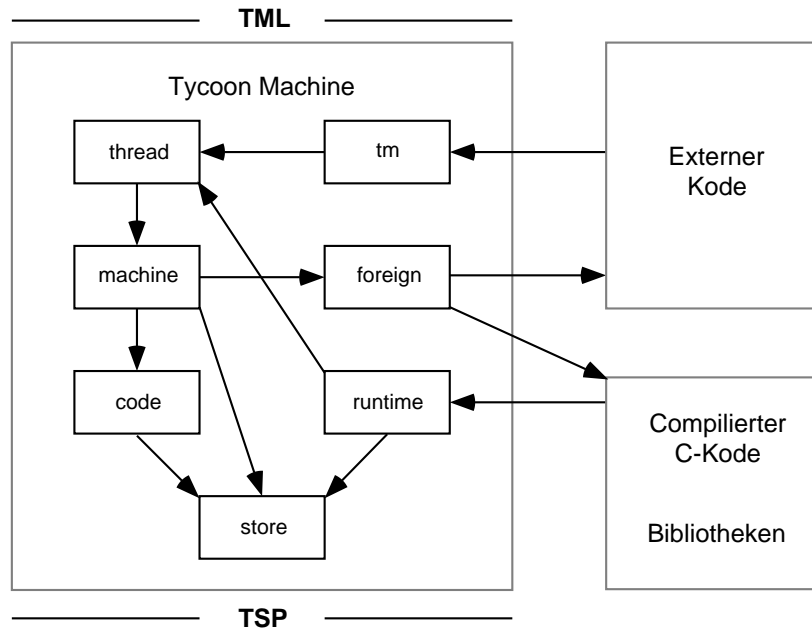 TML
Tycoon Machine
thread
tm
Externer
Kode
machine
foreign
code
runtime
Compilierter
C-Kode
store
Bibliotheken
TSP